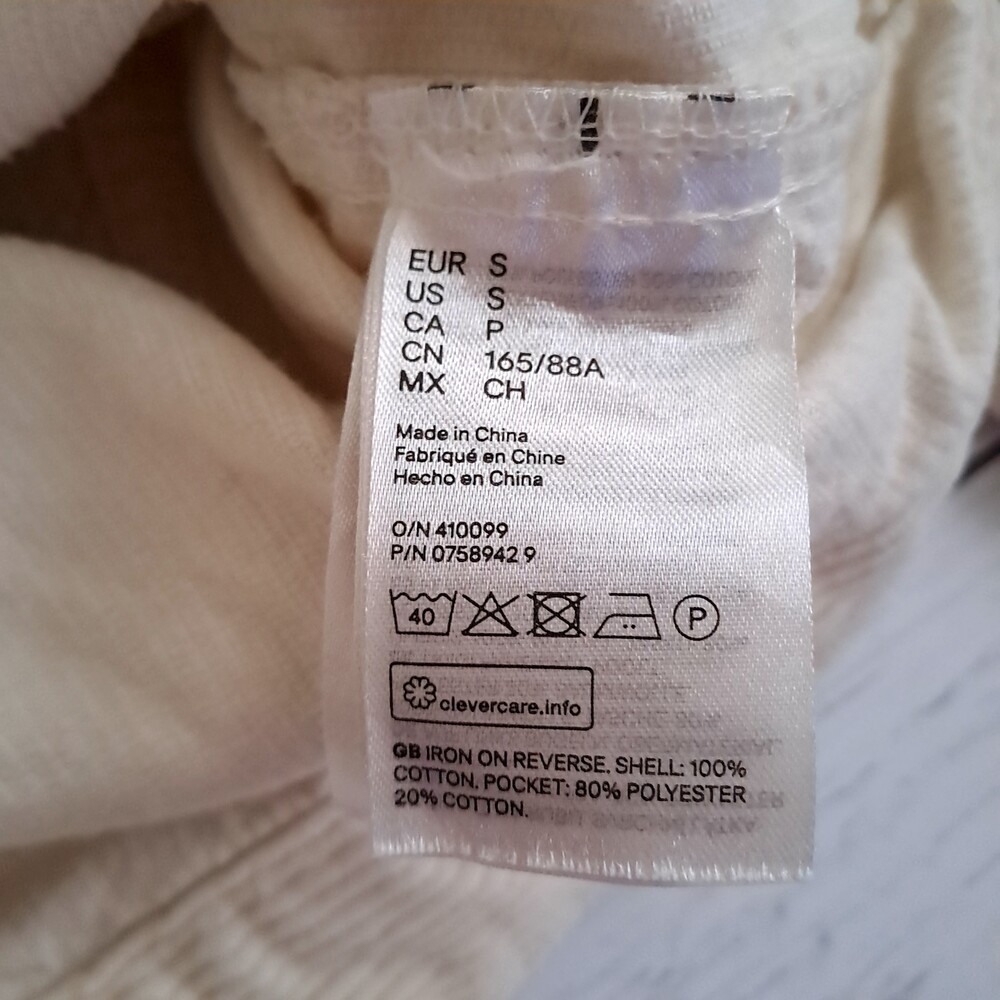 EUR S
US S
CA P
CN 165/88A
MX CH
Made in China
Fabriqué en Chine
Hecho en China
O/N 410099
P/N 0758942 9
40
P
clevercare.info
GB IRON ON REVERSE. SHELL: 100%
COTTON. POCKET: 80% POLYESTER
20% COTTON.